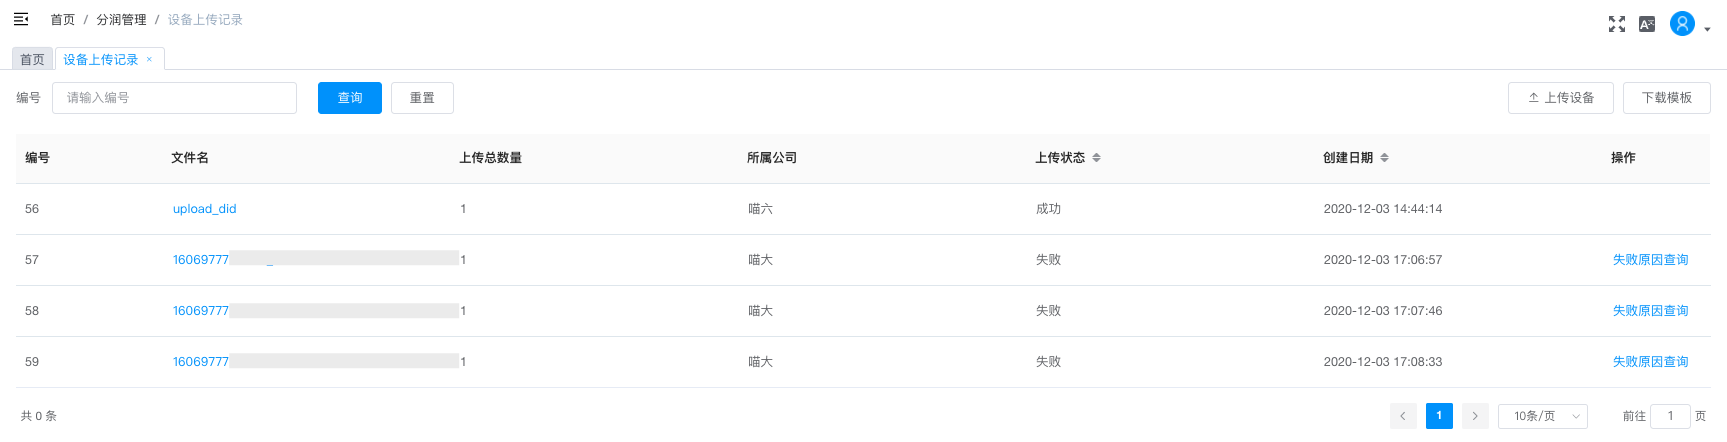 首页 / 分润管理 / 设备上传记录
首页 设备上传记录 ×
编号 请输入编号 查询 重置 上传设备 下载模板
编号 文件名 上传总数量 所属公司 上传状态 创建日期 操作
56 upload_did 1 喵六 成功 2020-12-03 14:44:14
57 16069777 1 喵大 失败 2020-12-03 17:06:57 失败原因查询
58 16069777 1 喵大 失败 2020-12-03 17:07:46 失败原因查询
59 16069777 1 喵大 失败 2020-12-03 17:08:33 失败原因查询
共 0 条 1 10条/页 前往 1 页